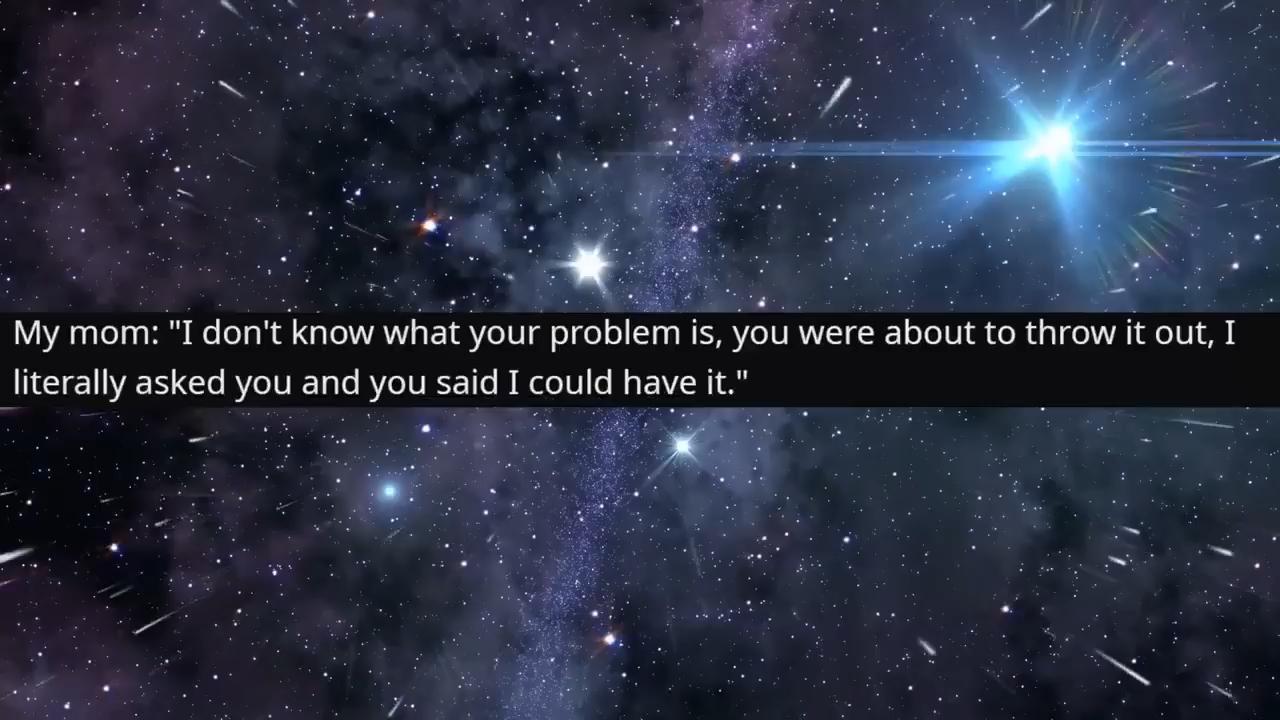 My mom: "I don't know what your problem is, you were about to throw it out, I
literally asked you and you said I could have it."